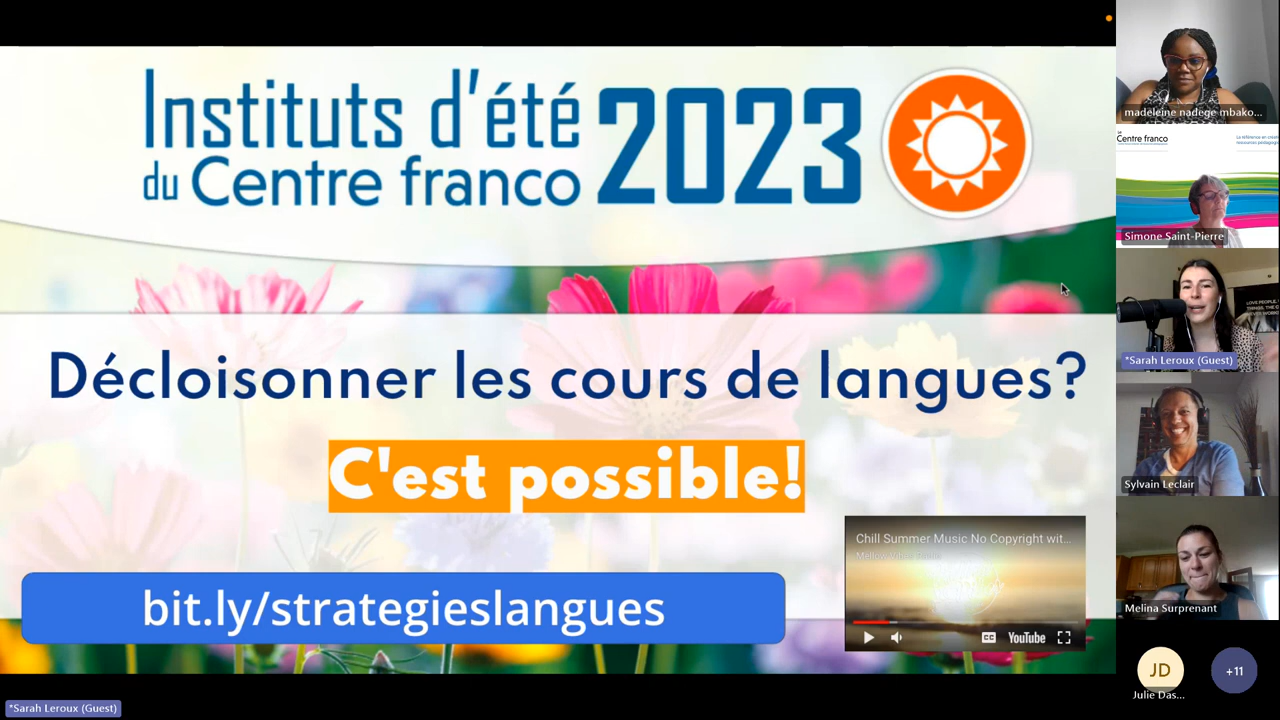 Instituts d'été
du Centre franco
2023
Décloisonner les cours de langues?
C'est possible!
bit.ly/strategieslangues
Chill Summer Music No Copyright wit...
YouTube
*Sarah Leroux (Guest)
madeleine nadege mbako...
Centre franco
Simone Saint-Pierre
*Sarah Leroux (Guest)
Sylvain Leclair
Melina Surprenant
JD
Julie Das...
+11